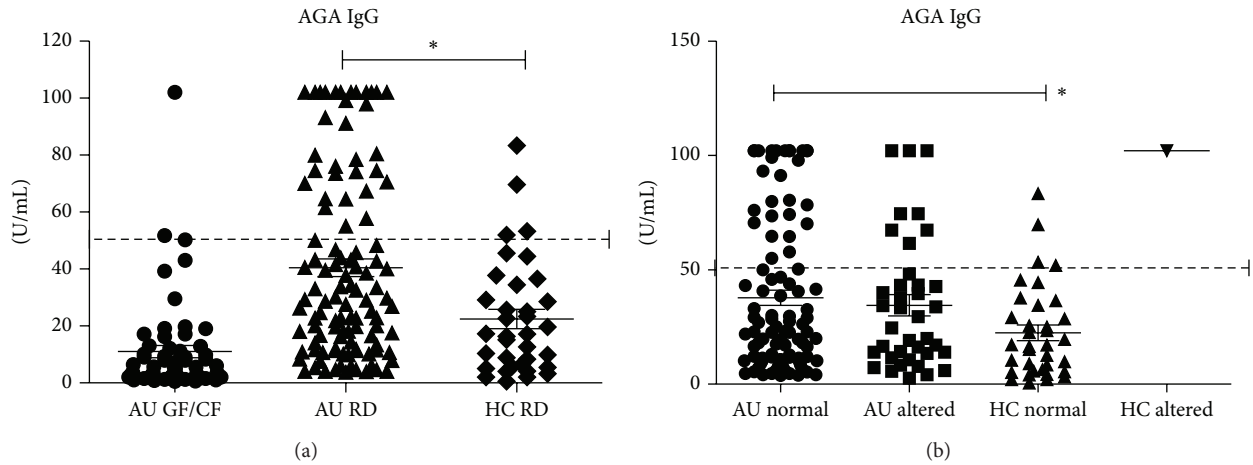 AGA IgG
(U/mL)
120
100
80
60
40
20
0
*
AU GF/CF AU RD HC RD
(a)
AGA IgG
(U/mL)
150
100
50
0
*
AU normal AU altered HC normal HC altered
(b)